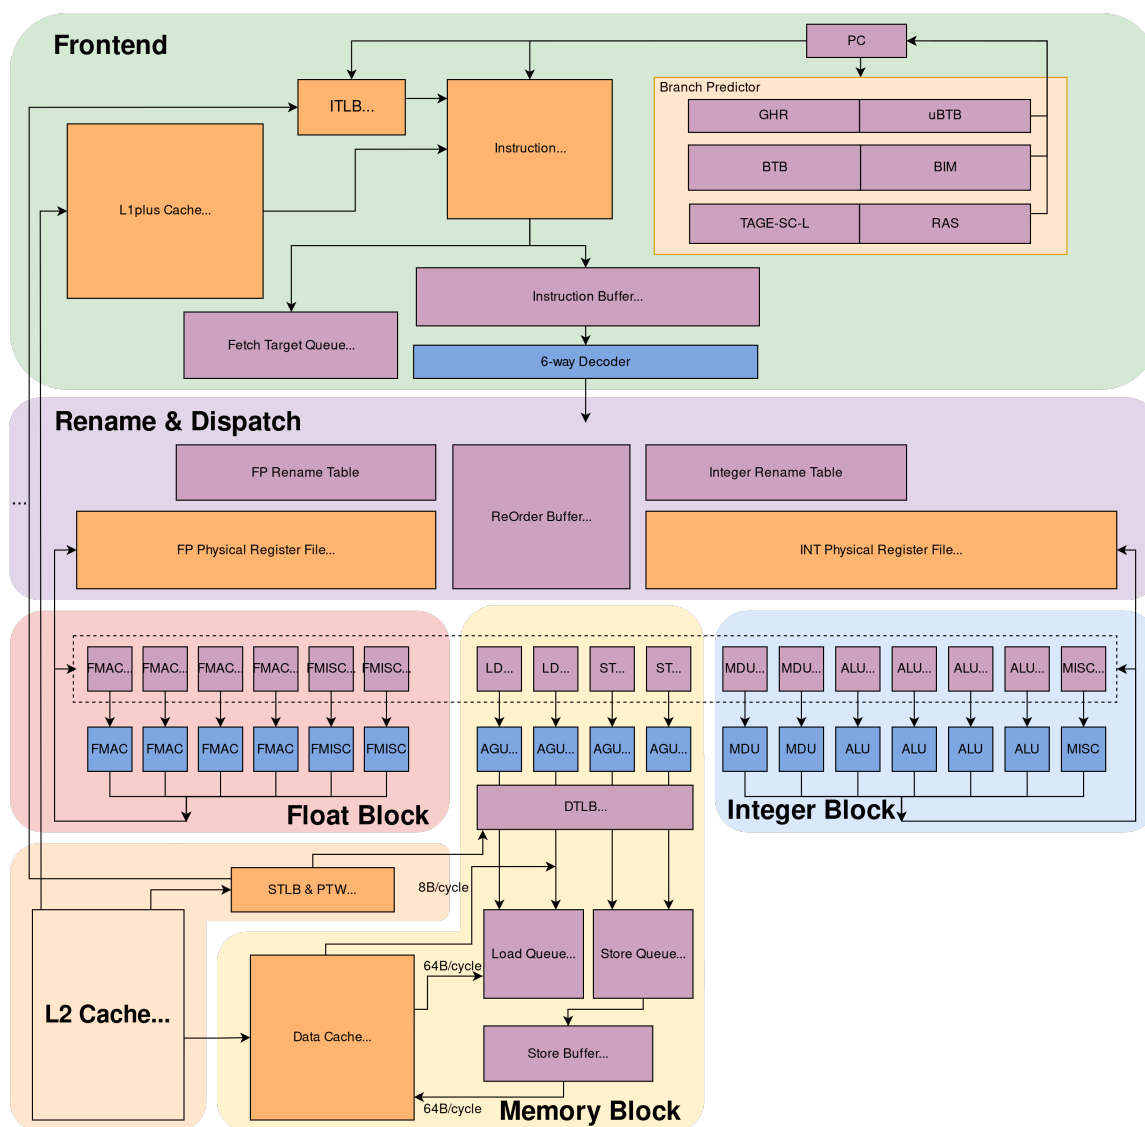 Frontend
PC
Branch Predictor
GHR
uBTB
BTB
BIM
TAGE-SC-L
RAS
ITLB...
Instruction...
L1plus Cache...
Instruction Buffer...
Fetch Target Queue...
6-way Decoder
Rename & Dispatch
FP Rename Table
ReOrder Buffer...
Integer Rename Table
...
FP Physical Register File...
INT Physical Register File...
FMAC...
FMAC...
FMAC...
FMAC...
FMISC...
FMISC...
LD...
LD...
ST...
ST...
MDU...
MDU...
ALU...
ALU...
ALU...
ALU...
MISC...
FMAC
FMAC
FMAC
FMAC
FMISC
FMISC
AGU...
AGU...
AGU...
AGU...
MDU
MDU
ALU
ALU
ALU
ALU
MISC
Float Block
DTLB...
Integer Block
STLB & PTW...
8B/cycle
Load Queue...
Store Queue...
64B/cycle
L2 Cache...
Data Cache...
Store Buffer...
64B/cycle
Memory Block